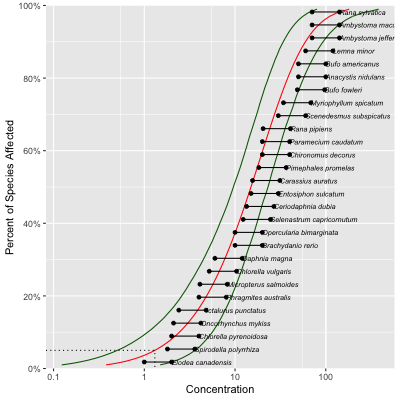 100%
Rana sylvatica
Ambystoma macu
Ambystoma jeffer
Lemna minor
Bufo americanus
80%
Anacystis nidulans
Bufo fowleri
Myriophyllum spicatum
Scenedesmus subspicatus
Rana pipiens
Paramecium caudatum
60%
Chironomus decorus
Pimephales promelas
Carassius auratus
Entosiphon sulcatum
Ceriodaphnia dubia
Selenastrum capricornutum
40%
Opercularia bimarginata
Brachydanio rerio
Daphnia magna
Chlorella vulgaris
Micropterus salmoides
20%
Phragmites australis
Ictalurus punctatus
Oncorhynchus mykiss
Chlorella pyrenoidosa
Spirodella polyrrhiza
Elodea canadensis
0%
0.1 1 10 100
Concentration
Percent of Species Affected